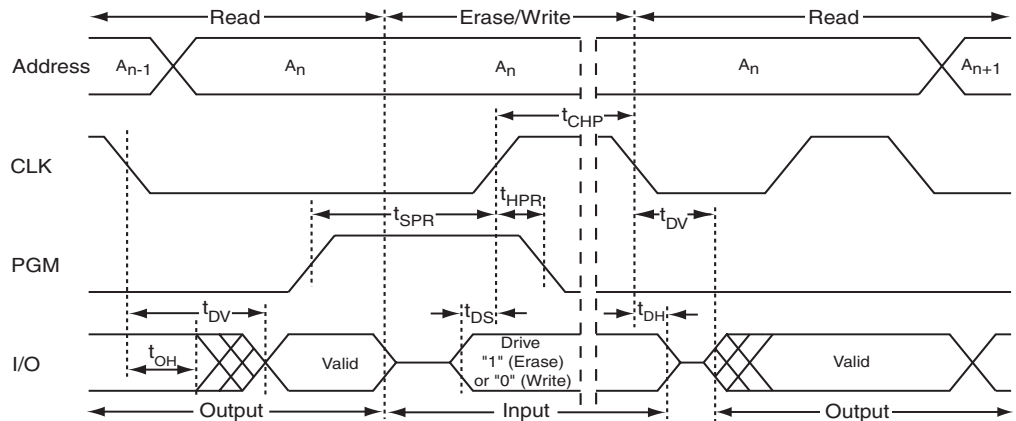 Read Erase/Write Read
Address An-1 An An An An+1
tCHP
CLK
tHPR
tSPR tDV
PGM
tDV tDS tDH
I/O tOH Valid Drive Valid
"1" (Erase)
or "0" (Write)
Output Input Output